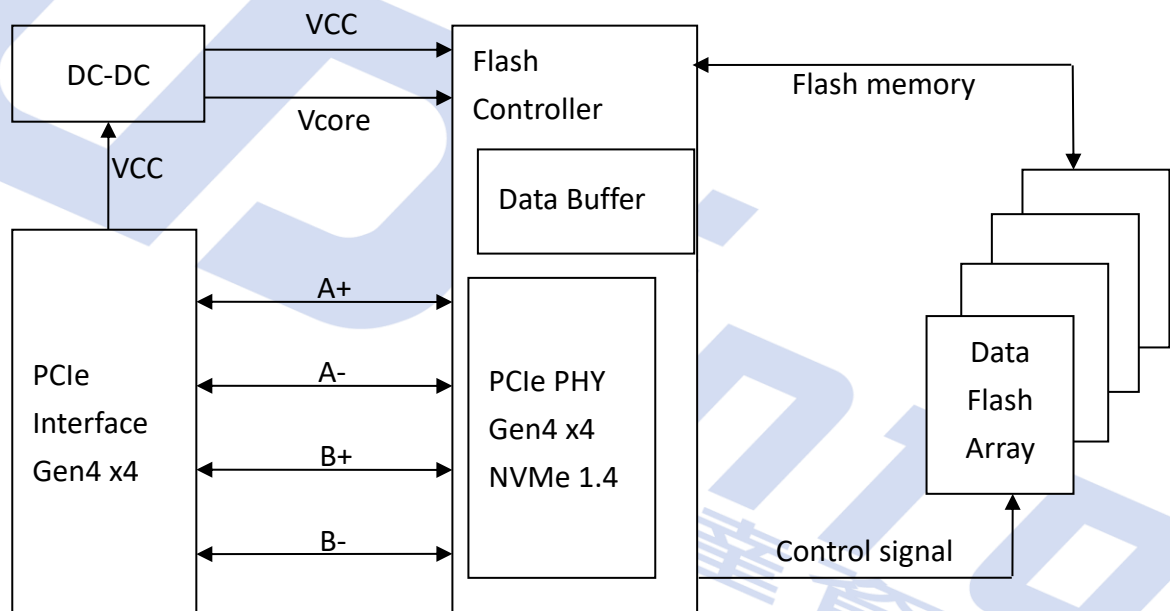 VCC
DC-DC
Vcore
VCC
Flash
Controller
Data Buffer
Flash memory
A+
A-
B+
B-
PCIe
Interface
Gen4 x4
PCIe PHY
Gen4 x4
NVMe 1.4
Data
Flash
Array
Control signal